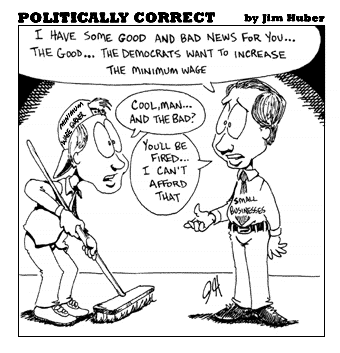 POLITICALLY CORRECT by Jim Huber
I HAVE SOME GOOD AND BAD NEWS FOR YOU...
THE GOOD... THE DEMOCRATS WANT TO INCREASE
THE MINIMUM WAGE
COOL, MAN...
AND THE BAD?
YOU'LL BE
FIRED...
I CAN'T
AFFORD
THAT
MINIMUM
WAGE EARNER
SMALL
BUSINESSES